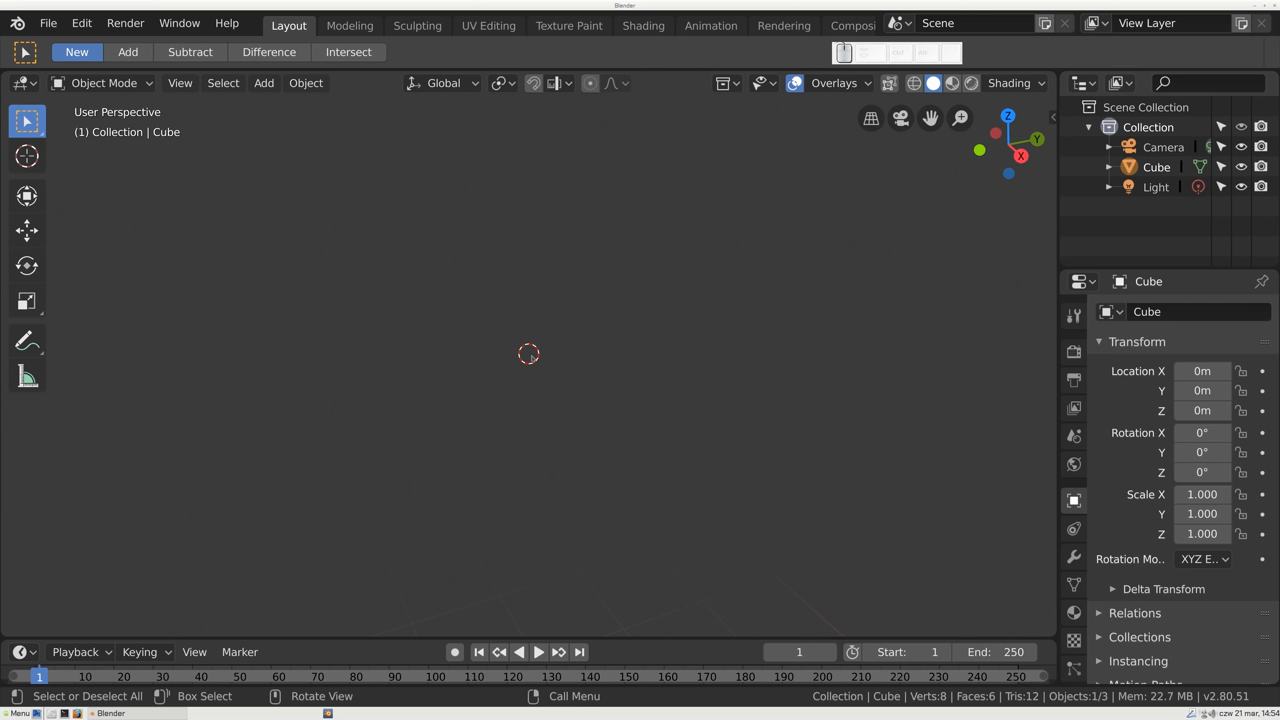 Blender
File Edit Render Window Help Layout Modeling Sculpting UV Editing Texture Paint Shading Animation Rendering Composi Scene View Layer
New Add Subtract Difference Intersect
Object Mode View Select Add Object Global Overlays Shading
User Perspective
(1) Collection | Cube
Z
Y
X
Scene Collection
Collection
Camera
Cube
Light
Cube
Cube
Transform
Location X 0m
Y 0m
Z 0m
Rotation X 0°
Y 0°
Z 0°
Scale X 1.000
Y 1.000
Z 1.000
Rotation Mo.. XYZ E..
Delta Transform
Relations
Collections
Instancing
Motion Paths
Playback Keying View Marker 1 Start: 1 End: 250
1 10 20 30 40 50 60 70 80 90 100 110 120 130 140 150 160 170 180 190 200 210 220 230 240 250
Select or Deselect All Box Select Rotate View Call Menu Collection | Cube | Verts:8 | Faces:6 | Tris:12 | Objects:1/3 | Mem: 22.7 MB | v2.80.51
Menu Blender czw 21 mar, 14:54